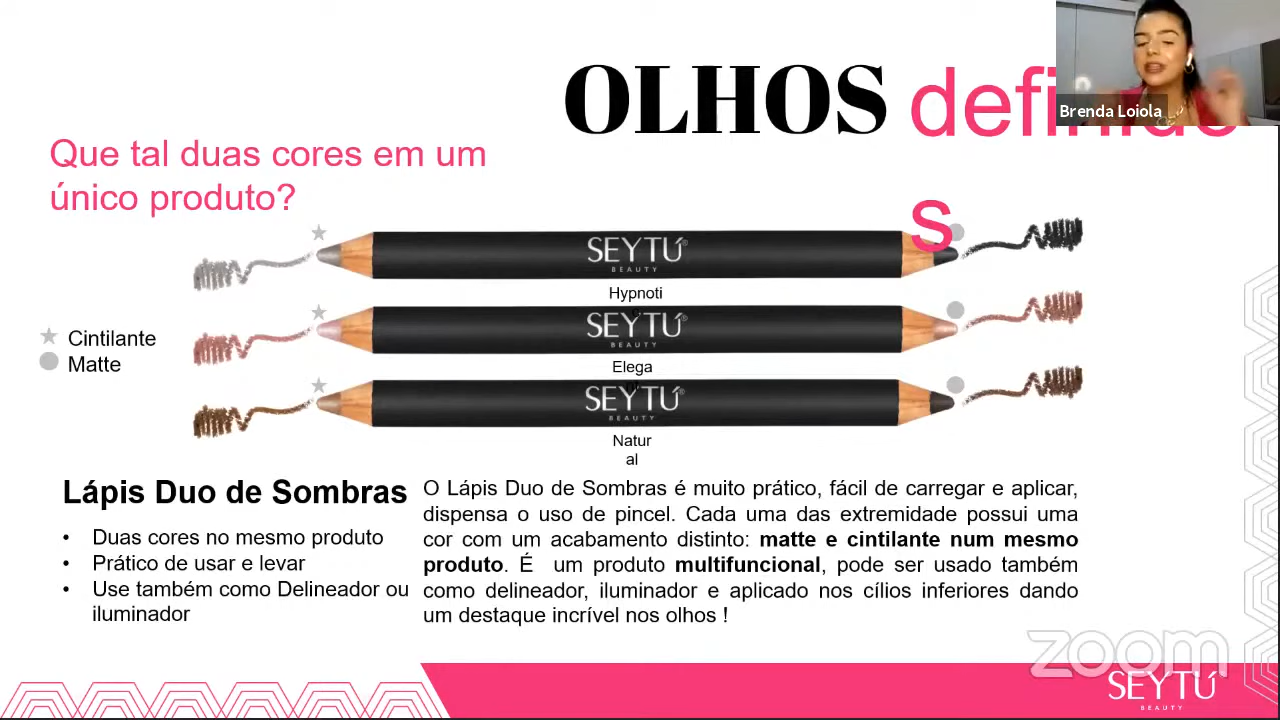 OLHOS definidos
Brenda Loiola
Que tal duas cores em um
único produto?
SEYTÚ®
BEAUTY
Hypnoti
SEYTÚ®
BEAUTY
Cintilante
Matte
Elega
SEYTÚ®
BEAUTY
Natur
al
Lápis Duo de Sombras
• Duas cores no mesmo produto
• Prático de usar e levar
• Use também como Delineador ou
iluminador
O Lápis Duo de Sombras é muito prático, fácil de carregar e aplicar,
dispensa o uso de pincel. Cada uma das extremidade possui uma
cor com um acabamento distinto: matte e cintilante num mesmo
produto. É um produto multifuncional, pode ser usado também
como delineador, iluminador e aplicado nos cílios inferiores dando
um destaque incrível nos olhos !
zoom
SEYTÚ
BEAUTY